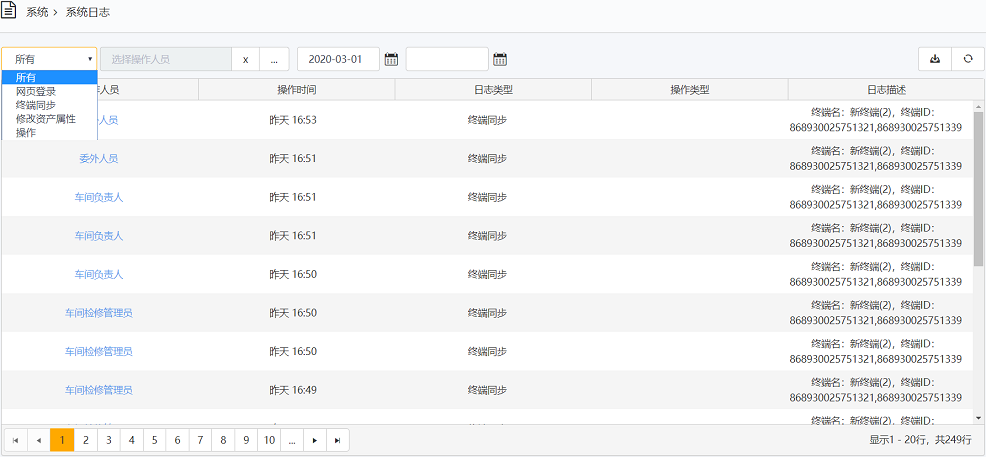 系统 › 系统日志
所有 选择操作人员 x ... 2020-03-01
所有
网页登录
终端同步
修改资产属性
操作
人员 操作时间 日志类型 操作类型 日志描述
人员 昨天 16:53 终端同步 终端名：新终端(2)，终端ID：
868930025751321,868930025751339
委外人员 昨天 16:51 终端同步 终端名：新终端(2)，终端ID：
868930025751321,868930025751339
车间负责人 昨天 16:51 终端同步 终端名：新终端(2)，终端ID：
868930025751321,868930025751339
车间负责人 昨天 16:51 终端同步 终端名：新终端(2)，终端ID：
868930025751321,868930025751339
车间负责人 昨天 16:50 终端同步 终端名：新终端(2)，终端ID：
868930025751321,868930025751339
车间检修管理员 昨天 16:50 终端同步 终端名：新终端(2)，终端ID：
868930025751321,868930025751339
车间检修管理员 昨天 16:50 终端同步 终端名：新终端(2)，终端ID：
868930025751321,868930025751339
车间检修管理员 昨天 16:49 终端同步 终端名：新终端(2)，终端ID：
868930025751321,868930025751339
终端名：新终端(2)，终端ID：
1 2 3 4 5 6 7 8 9 10 ... 显示1 - 20行，共249行